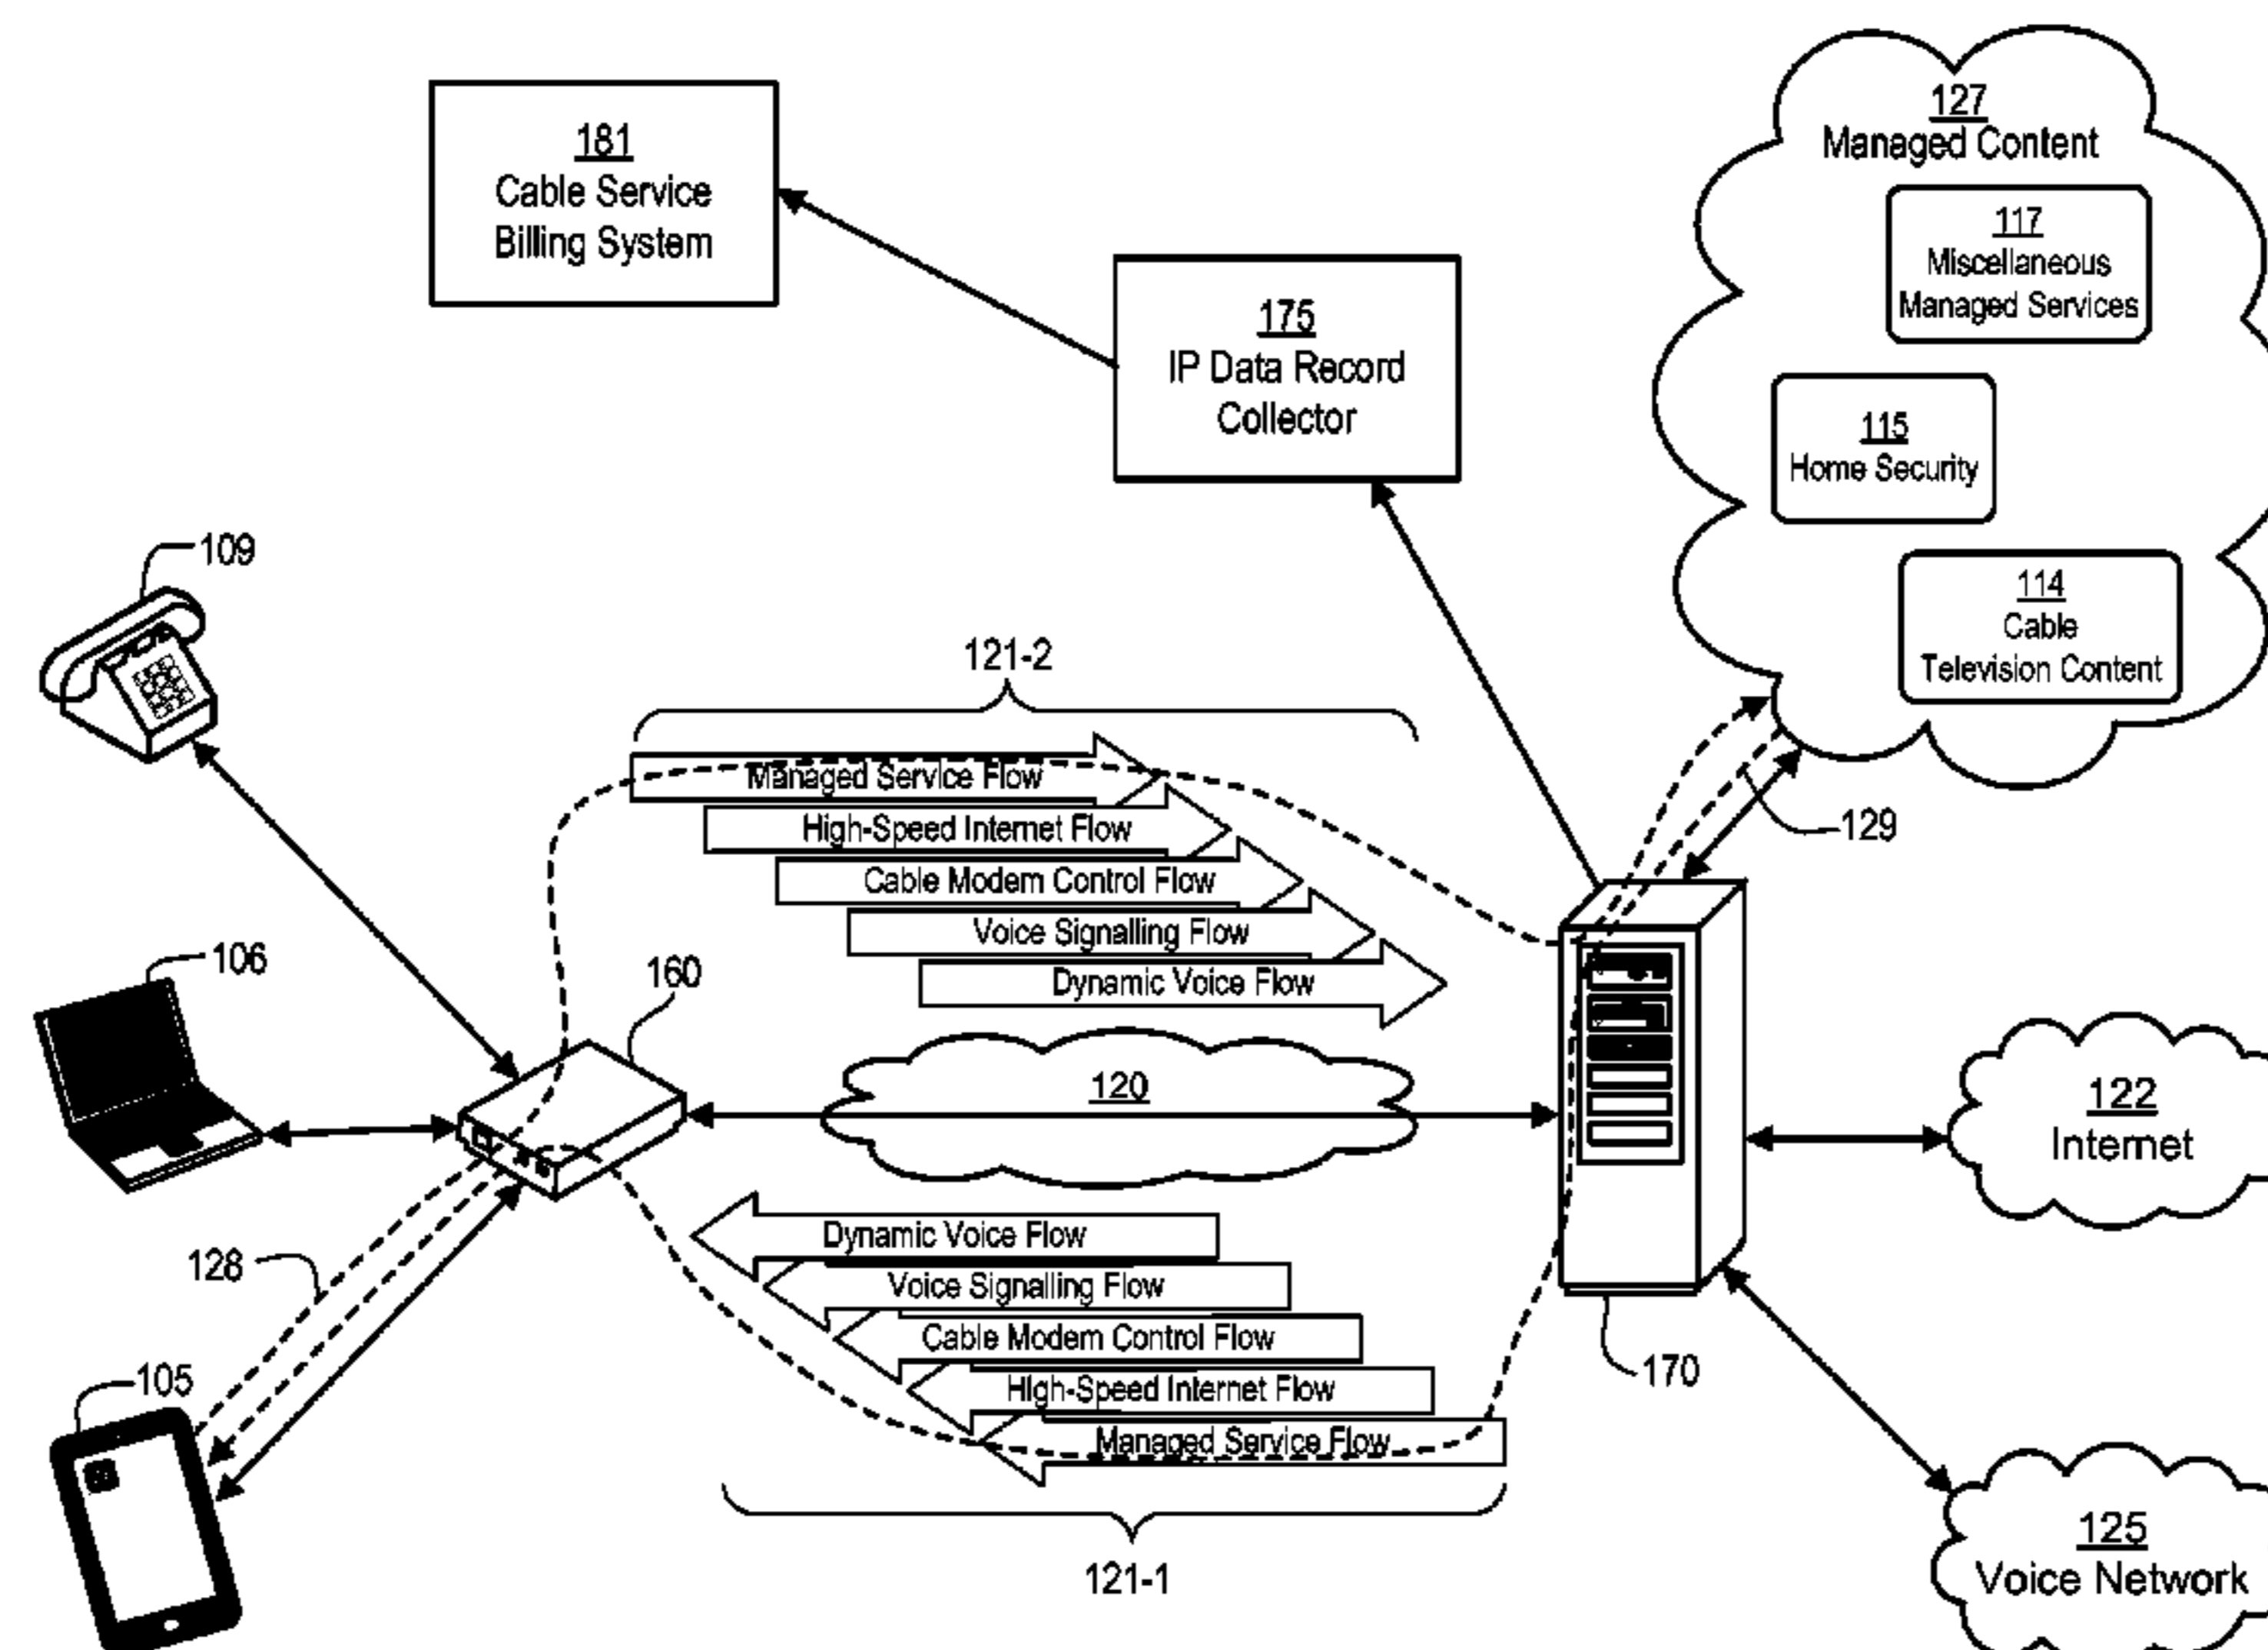 181
Cable Service
Billing System
175
IP Data Record
Collector
127
Managed Content
117
Miscellaneous
Managed Services
115
Home Security
114
Cable
Television Content
109
121-2
Managed Service Flow
High-Speed Internet Flow
Cable Modem Control Flow
Voice Signalling Flow
Dynamic Voice Flow
129
106
160
120
122
Internet
128
Dynamic Voice Flow
Voice Signalling Flow
Cable Modem Control Flow
High-Speed Internet Flow
Managed Service Flow
170
105
121-1
125
Voice Network